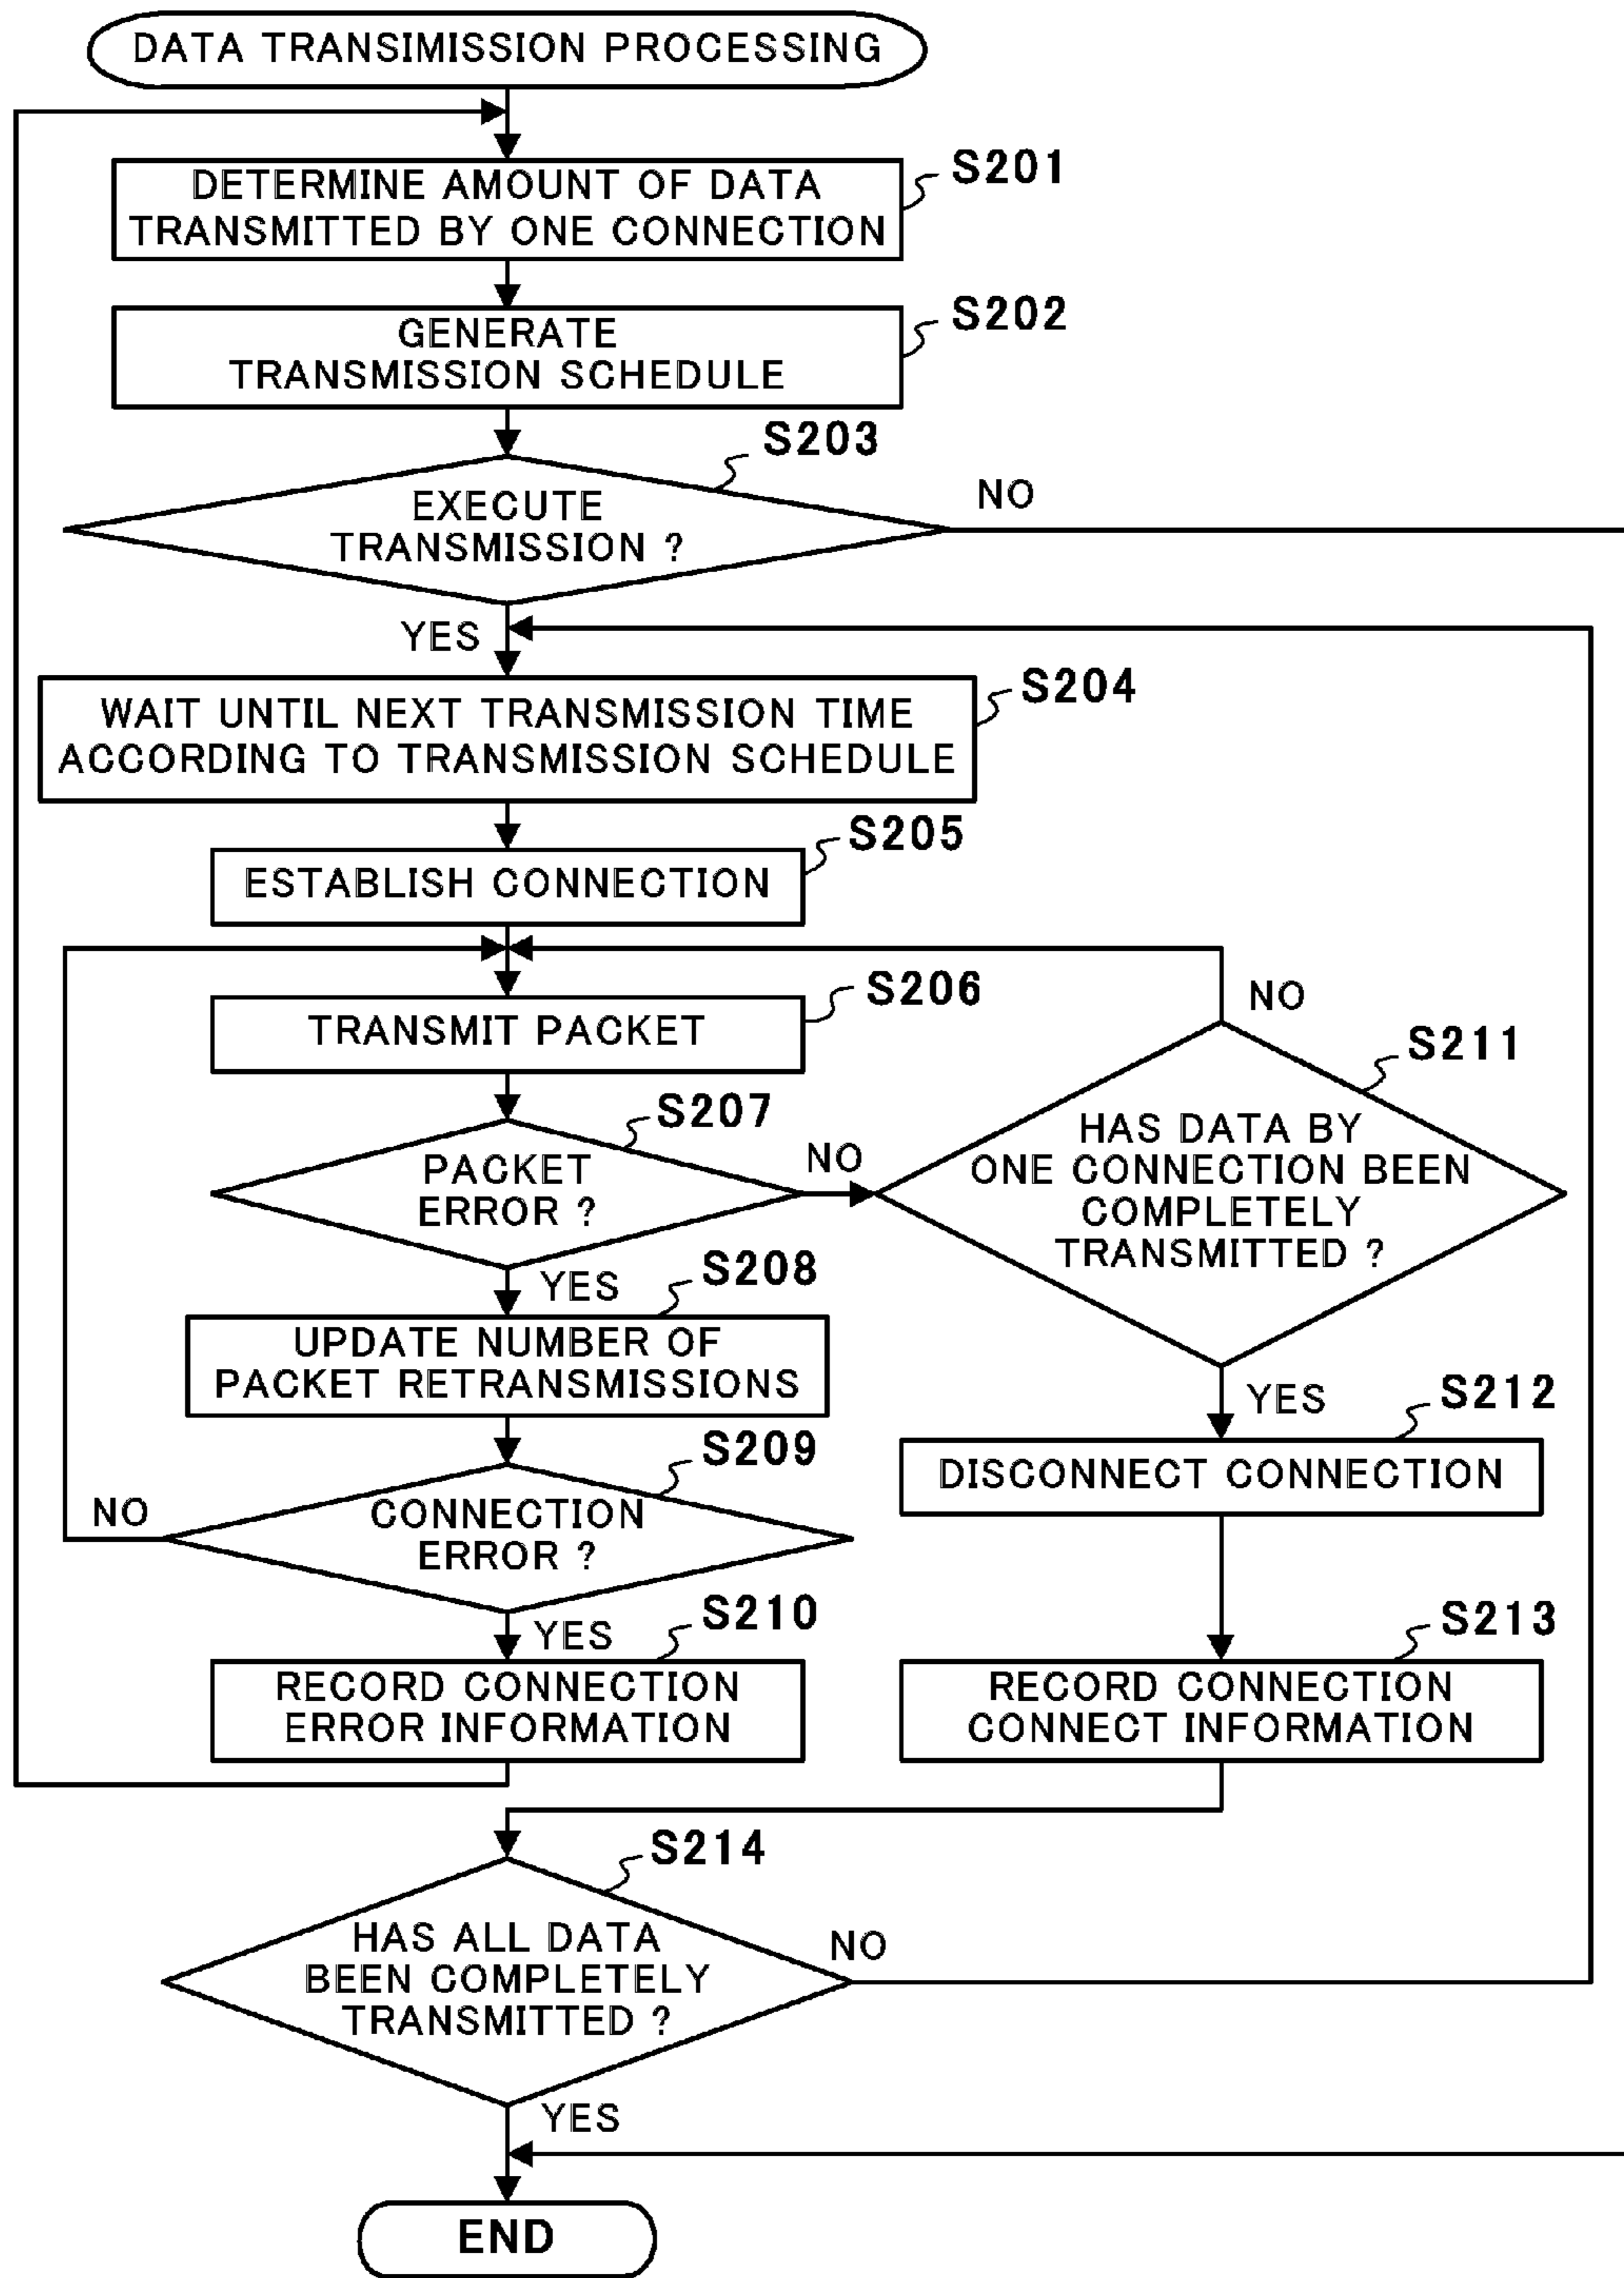 DATA TRANSIMISSION PROCESSING
S201
DETERMINE AMOUNT OF DATA
TRANSMITTED BY ONE CONNECTION
S202
GENERATE
TRANSMISSION SCHEDULE
S203
EXECUTE
TRANSMISSION ?
NO
YES
S204
WAIT UNTIL NEXT TRANSMISSION TIME
ACCORDING TO TRANSMISSION SCHEDULE
S205
ESTABLISH CONNECTION
S206
TRANSMIT PACKET
S207
PACKET
ERROR ?
NO
YES
S211
NO
HAS DATA BY
ONE CONNECTION BEEN
COMPLETELY
TRANSMITTED ?
YES
S208
UPDATE NUMBER OF
PACKET RETRANSMISSIONS
S209
CONNECTION
ERROR ?
NO
YES
S210
RECORD CONNECTION
ERROR INFORMATION
S212
DISCONNECT CONNECTION
S213
RECORD CONNECTION
CONNECT INFORMATION
S214
HAS ALL DATA
BEEN COMPLETELY
TRANSMITTED ?
NO
YES
END